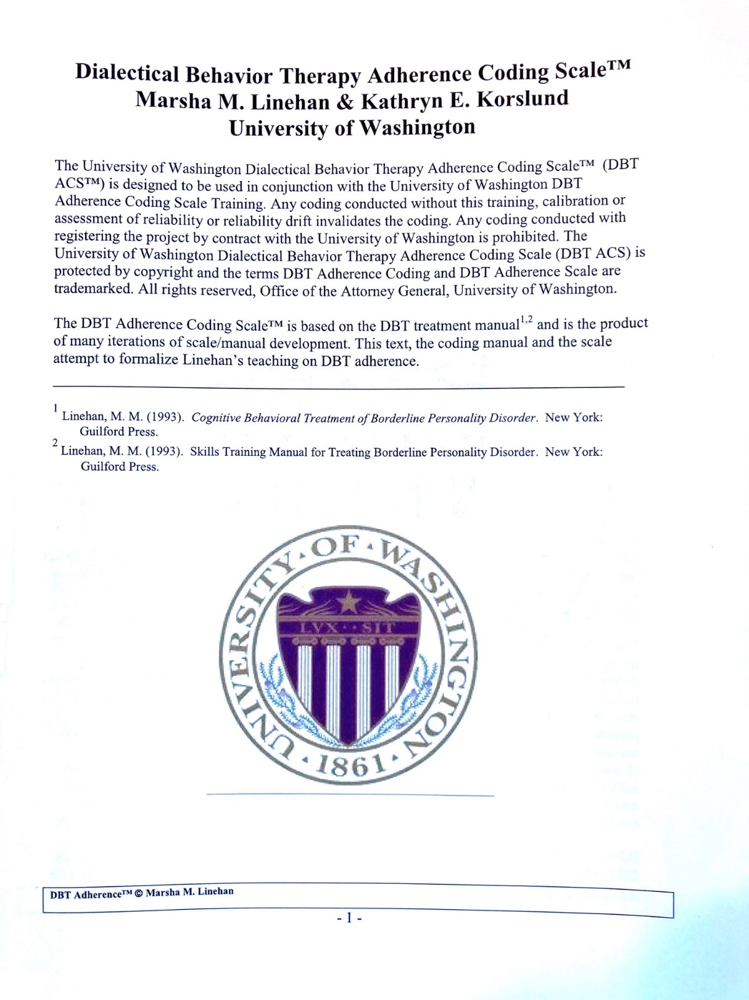 Dialectical Behavior Therapy Adherence Coding Scale™
Marsha M. Linehan & Kathryn E. Korslund
University of Washington
The University of Washington Dialectical Behavior Therapy Adherence Coding Scale™ (DBT
ACS™) is designed to be used in conjunction with the University of Washington DBT
Adherence Coding Scale Training. Any coding conducted without this training, calibration or
assessment of reliability or reliability drift invalidates the coding. Any coding conducted with
registering the project by contract with the University of Washington is prohibited. The
University of Washington Dialectical Behavior Therapy Adherence Coding Scale (DBT ACS) is
protected by copyright and the terms DBT Adherence Coding and DBT Adherence Scale are
trademarked. All rights reserved, Office of the Attorney General, University of Washington.
The DBT Adherence Coding Scale™ is based on the DBT treatment manual1,2 and is the product
of many iterations of scale/manual development. This text, the coding manual and the scale
attempt to formalize Linehan's teaching on DBT adherence.
1 Linehan, M. M. (1993). Cognitive Behavioral Treatment of Borderline Personality Disorder. New York:
Guilford Press.
2 Linehan, M. M. (1993). Skills Training Manual for Treating Borderline Personality Disorder. New York:
Guilford Press.
UNIVERSITY OF WASHINGTON
LVX SIT
1861
DBT Adherence™ © Marsha M. Linehan
- 1 -